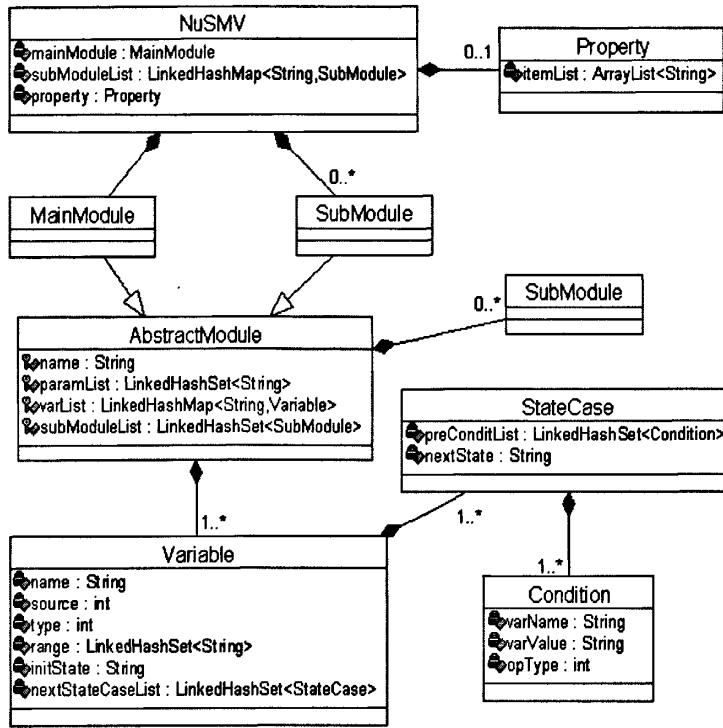 NuSMV
mainModule : MainModule
subModuleList : LinkedHashMap<String,SubModule>
property : Property
0..1
Property
itemList : ArrayList<String>
0..*
MainModule
SubModule
0..*
SubModule
AbstractModule
name : String
paramList : LinkedHashSet<String>
varList : LinkedHashMap<String,Variable>
subModuleList : LinkedHashSet<SubModule>
StateCase
preConditList : LinkedHashSet<Condition>
nextState : String
1..*
1..*
Variable
name : String
source : int
type : int
range : LinkedHashSet<String>
initState : String
nextStateCaseList : LinkedHashSet<StateCase>
1..*
Condition
varName : String
varValue : String
opType : int